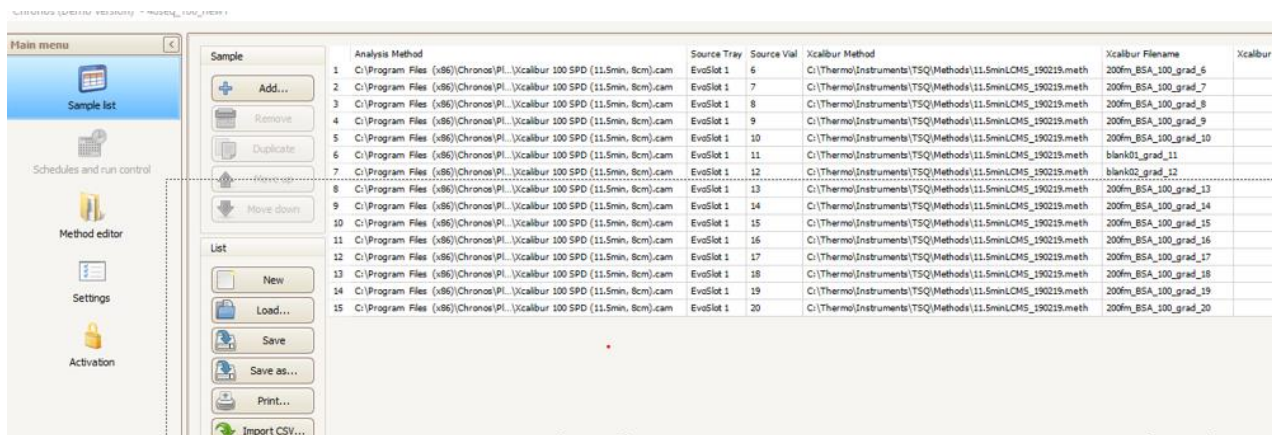 Chronos (Demo version) - 4useq_100_new1
Main menu
Sample list
Schedules and run control
Method editor
Settings
Activation
Sample
Add...
Remove
Duplicate
Move up
Move down
List
New
Load...
Save
Save as...
Print...
Import CSV...
Analysis Method Source Tray Source Vial Xcalibur Method Xcalibur Filename Xcalibur
1 C:\Program Files (x86)\Chronos\Pl...\Xcalibur 100 SPD (11.5min, 8cm).cam EvoSlot 1 6 C:\Thermo\Instruments\TSQ\Methods\11.5minLCMS_190219.meth 200fm_BSA_100_grad_6
2 C:\Program Files (x86)\Chronos\Pl...\Xcalibur 100 SPD (11.5min, 8cm).cam EvoSlot 1 7 C:\Thermo\Instruments\TSQ\Methods\11.5minLCMS_190219.meth 200fm_BSA_100_grad_7
3 C:\Program Files (x86)\Chronos\Pl...\Xcalibur 100 SPD (11.5min, 8cm).cam EvoSlot 1 8 C:\Thermo\Instruments\TSQ\Methods\11.5minLCMS_190219.meth 200fm_BSA_100_grad_8
4 C:\Program Files (x86)\Chronos\Pl...\Xcalibur 100 SPD (11.5min, 8cm).cam EvoSlot 1 9 C:\Thermo\Instruments\TSQ\Methods\11.5minLCMS_190219.meth 200fm_BSA_100_grad_9
5 C:\Program Files (x86)\Chronos\Pl...\Xcalibur 100 SPD (11.5min, 8cm).cam EvoSlot 1 10 C:\Thermo\Instruments\TSQ\Methods\11.5minLCMS_190219.meth 200fm_BSA_100_grad_10
6 C:\Program Files (x86)\Chronos\Pl...\Xcalibur 100 SPD (11.5min, 8cm).cam EvoSlot 1 11 C:\Thermo\Instruments\TSQ\Methods\11.5minLCMS_190219.meth blank01_grad_11
7 C:\Program Files (x86)\Chronos\Pl...\Xcalibur 100 SPD (11.5min, 8cm).cam EvoSlot 1 12 C:\Thermo\Instruments\TSQ\Methods\11.5minLCMS_190219.meth blank02_grad_12
8 C:\Program Files (x86)\Chronos\Pl...\Xcalibur 100 SPD (11.5min, 8cm).cam EvoSlot 1 13 C:\Thermo\Instruments\TSQ\Methods\11.5minLCMS_190219.meth 200fm_BSA_100_grad_13
9 C:\Program Files (x86)\Chronos\Pl...\Xcalibur 100 SPD (11.5min, 8cm).cam EvoSlot 1 14 C:\Thermo\Instruments\TSQ\Methods\11.5minLCMS_190219.meth 200fm_BSA_100_grad_14
10 C:\Program Files (x86)\Chronos\Pl...\Xcalibur 100 SPD (11.5min, 8cm).cam EvoSlot 1 15 C:\Thermo\Instruments\TSQ\Methods\11.5minLCMS_190219.meth 200fm_BSA_100_grad_15
11 C:\Program Files (x86)\Chronos\Pl...\Xcalibur 100 SPD (11.5min, 8cm).cam EvoSlot 1 16 C:\Thermo\Instruments\TSQ\Methods\11.5minLCMS_190219.meth 200fm_BSA_100_grad_16
12 C:\Program Files (x86)\Chronos\Pl...\Xcalibur 100 SPD (11.5min, 8cm).cam EvoSlot 1 17 C:\Thermo\Instruments\TSQ\Methods\11.5minLCMS_190219.meth 200fm_BSA_100_grad_17
13 C:\Program Files (x86)\Chronos\Pl...\Xcalibur 100 SPD (11.5min, 8cm).cam EvoSlot 1 18 C:\Thermo\Instruments\TSQ\Methods\11.5minLCMS_190219.meth 200fm_BSA_100_grad_18
14 C:\Program Files (x86)\Chronos\Pl...\Xcalibur 100 SPD (11.5min, 8cm).cam EvoSlot 1 19 C:\Thermo\Instruments\TSQ\Methods\11.5minLCMS_190219.meth 200fm_BSA_100_grad_19
15 C:\Program Files (x86)\Chronos\Pl...\Xcalibur 100 SPD (11.5min, 8cm).cam EvoSlot 1 20 C:\Thermo\Instruments\TSQ\Methods\11.5minLCMS_190219.meth 200fm_BSA_100_grad_20